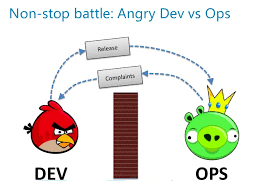 Non-stop battle: Angry Dev vs Ops
Release
Complaints
DEV
OPS